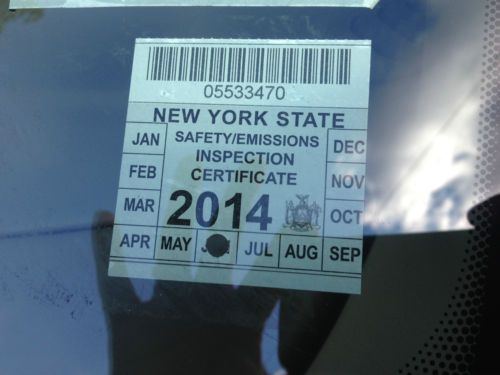 05533470
NEW YORK STATE
SAFETY/EMISSIONS
INSPECTION
CERTIFICATE
2014
JAN
FEB
MAR
APR
MAY
JUL
AUG
SEP
OCT
NOV
DEC